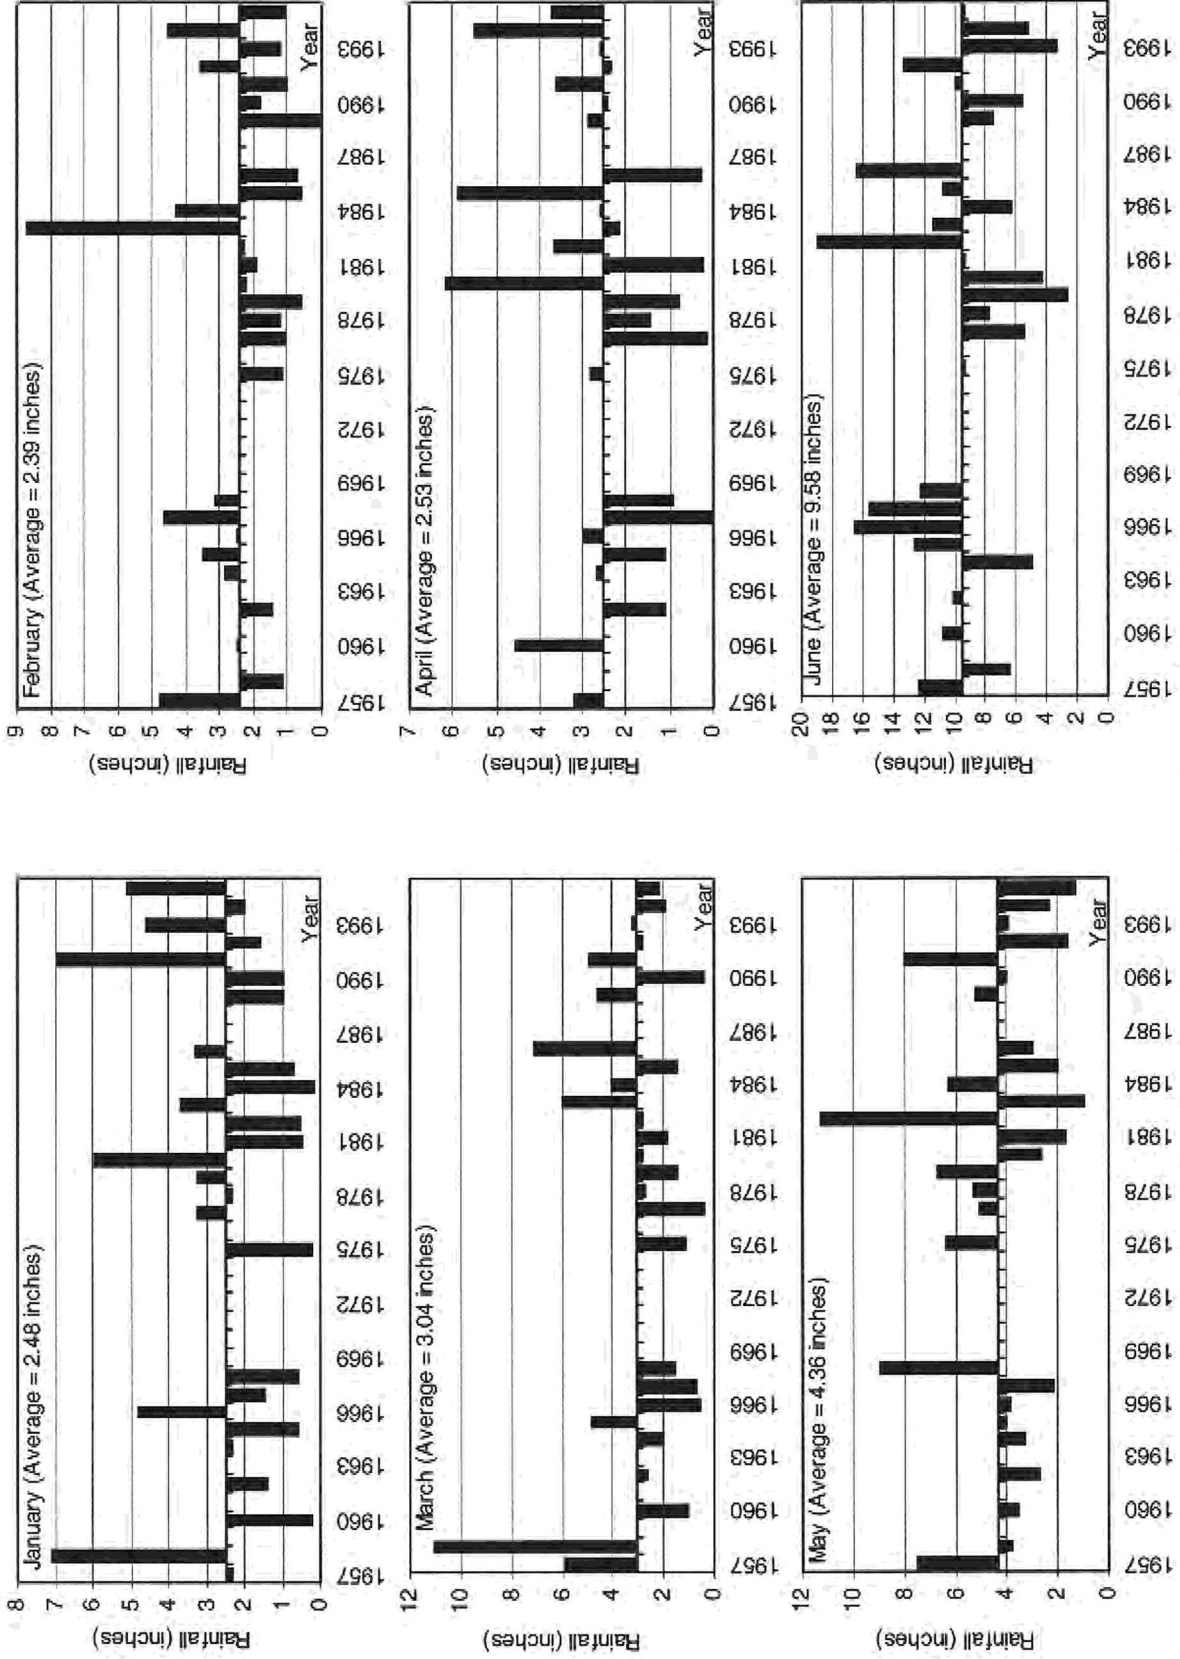 January (Average = 2.48 inches)
Rainfall (inches)
8
7
6
5
4
3
2
1
0
Year
1957 1960 1963 1966 1969 1972 1975 1978 1981 1984 1987 1990 1993
February (Average = 2.39 inches)
Rainfall (inches)
9
8
7
6
5
4
3
2
1
0
Year
1957 1960 1963 1966 1969 1972 1975 1978 1981 1984 1987 1990 1993
March (Average = 3.04 inches)
Rainfall (inches)
12
10
8
6
4
2
0
Year
1957 1960 1963 1966 1969 1972 1975 1978 1981 1984 1987 1990 1993
April (Average = 2.53 inches)
Rainfall (inches)
7
6
5
4
3
2
1
0
Year
1957 1960 1963 1966 1969 1972 1975 1978 1981 1984 1987 1990 1993
May (Average = 4.36 inches)
Rainfall (inches)
12
10
8
6
4
2
0
Year
1957 1960 1963 1966 1969 1972 1975 1978 1981 1984 1987 1990 1993
June (Average = 9.58 inches)
Rainfall (inches)
20
18
16
14
12
10
8
6
4
2
0
Year
1957 1960 1963 1966 1969 1972 1975 1978 1981 1984 1987 1990 1993